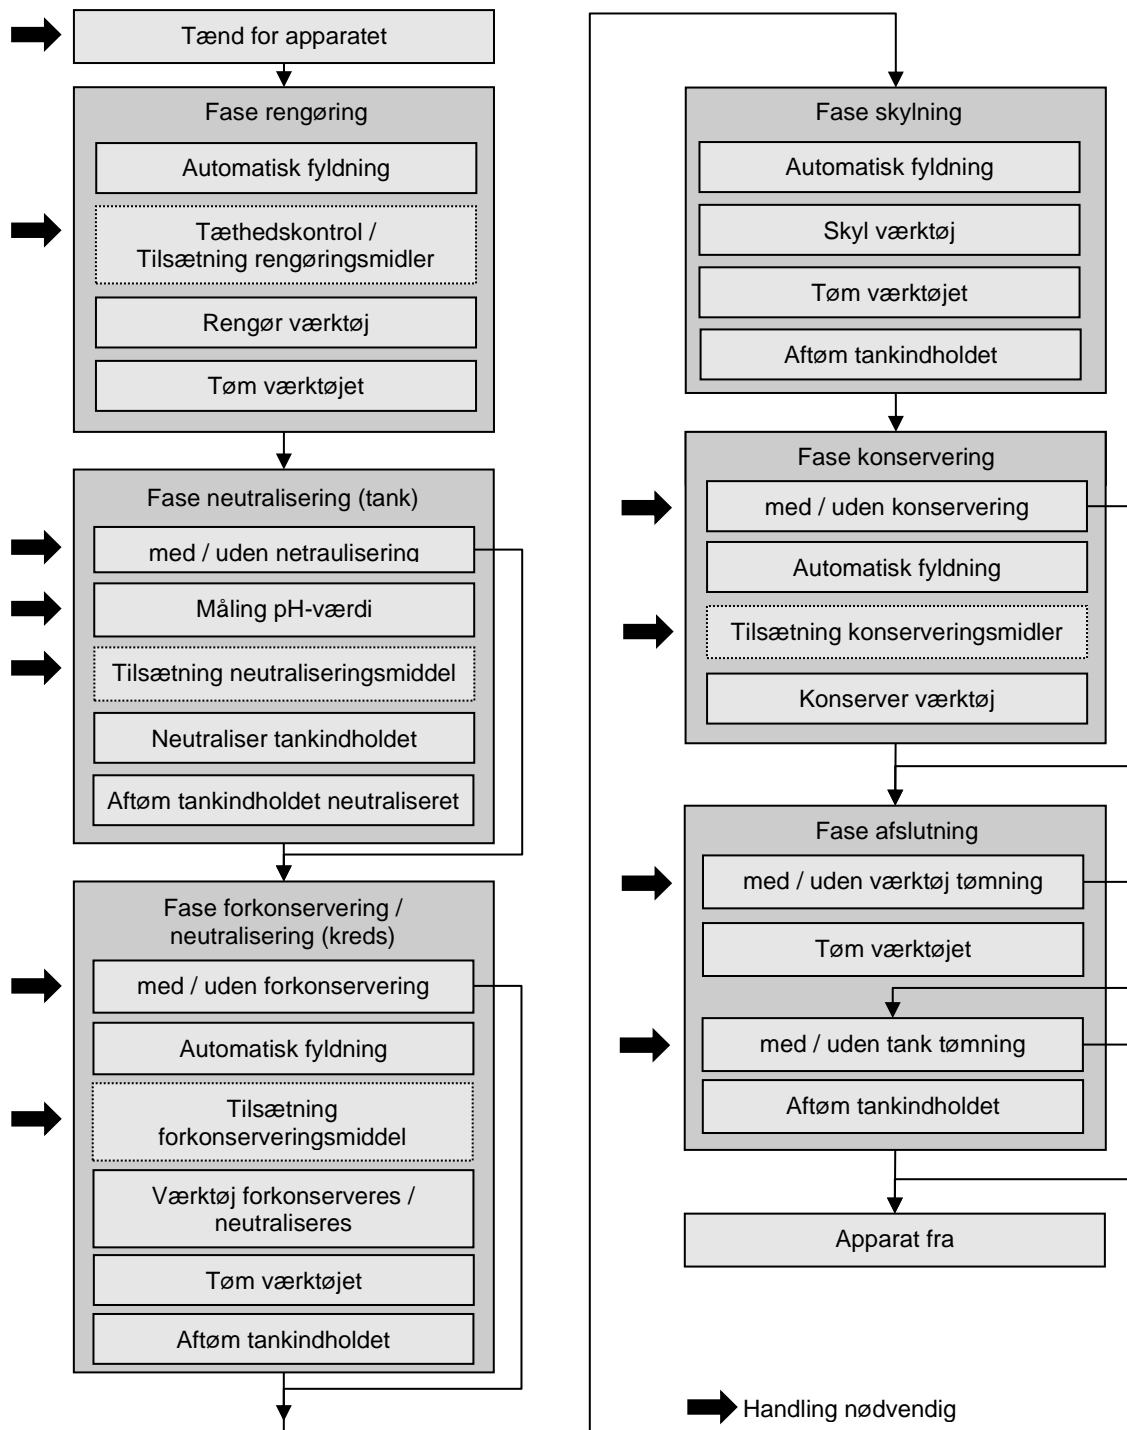 Tænd for apparatet
Fase rengøring
Automatisk fyldning
Tæthedskontrol /
Tilsætning rengøringsmidler
Rengør værktøj
Tøm værktøjet
Fase neutralisering (tank)
med / uden netraulisering
Måling pH-værdi
Tilsætning neutraliseringsmiddel
Neutraliser tankindholdet
Aftøm tankindholdet neutraliseret
Fase forkonservering /
neutralisering (kreds)
med / uden forkonservering
Automatisk fyldning
Tilsætning
forkonserveringsmiddel
Værktøj forkonserveres /
neutraliseres
Tøm værktøjet
Aftøm tankindholdet
Fase skylning
Automatisk fyldning
Skyl værktøj
Tøm værktøjet
Aftøm tankindholdet
Fase konservering
med / uden konservering
Automatisk fyldning
Tilsætning konserveringsmidler
Konserver værktøj
Fase afslutning
med / uden værktøj tømning
Tøm værktøjet
med / uden tank tømning
Aftøm tankindholdet
Apparat fra
Handling nødvendig